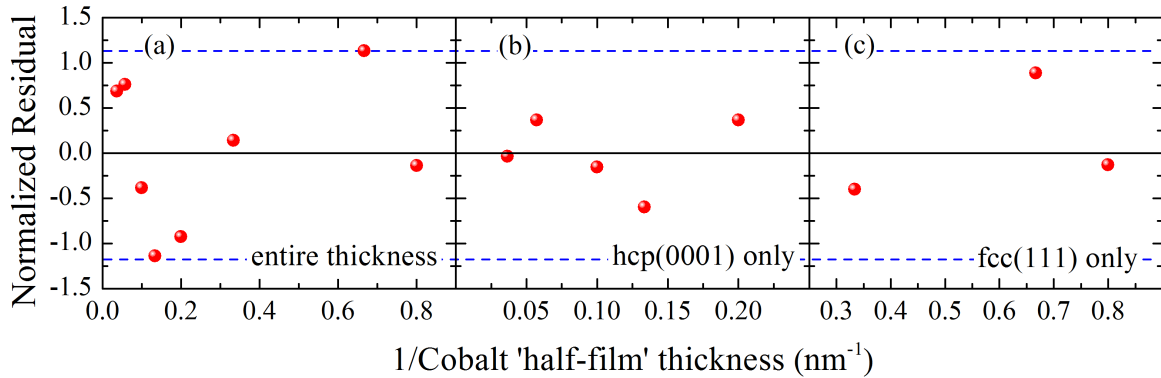 Normalized Residual
1.5
1.0
0.5
0.0
-0.5
-1.0
-1.5
(a)
entire thickness
0.0 0.2 0.4 0.6 0.8
(b)
hcp(0001) only
0.05 0.10 0.15 0.20
(c)
fcc(111) only
0.3 0.4 0.5 0.6 0.7 0.8
1/Cobalt 'half-film' thickness (nm⁻¹)